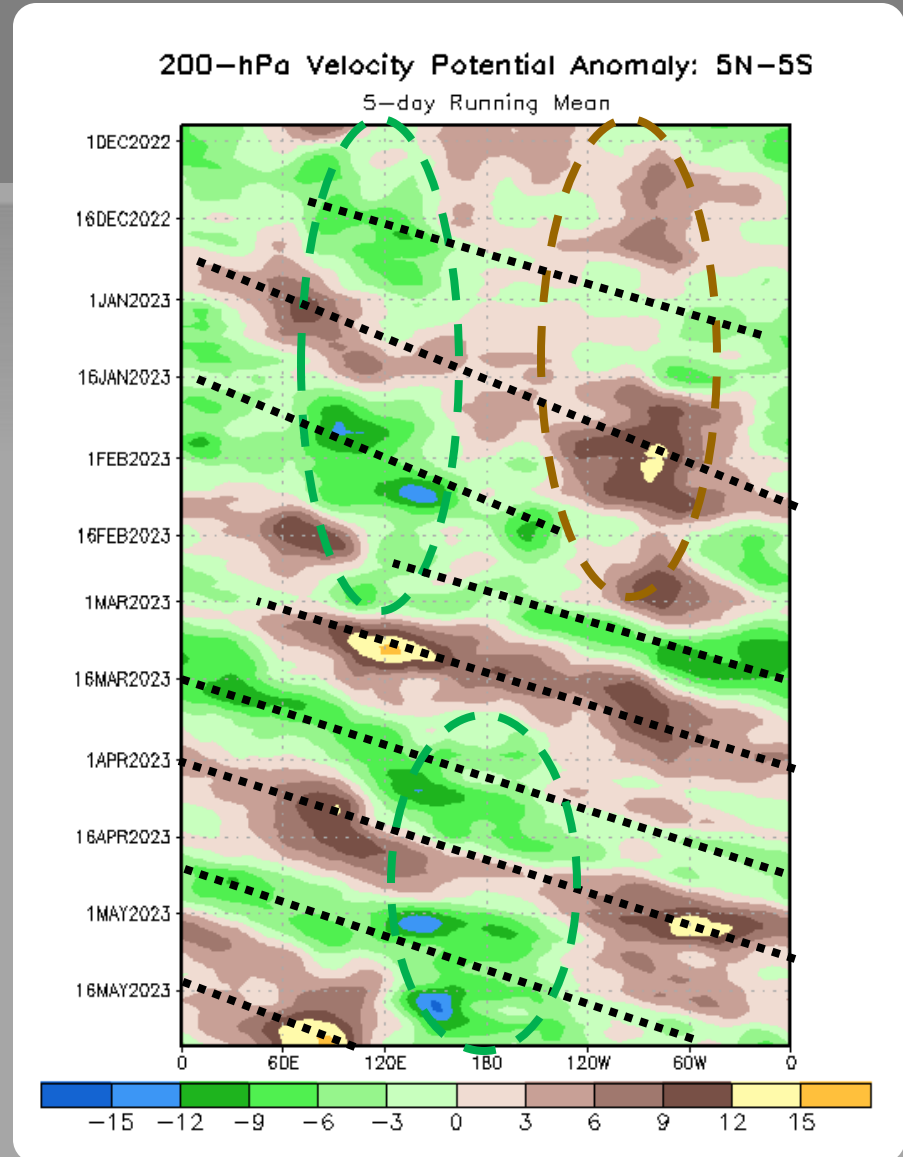 200-hPa Velocity Potential Anomaly: 5N-5S
5-day Running Mean
1DEC2022
16DEC2022
1JAN2023
16JAN2023
1FEB2023
16FEB2023
1MAR2023
16MAR2023
1APR2023
16APR2023
1MAY2023
16MAY2023
0 60E 120E 180 120W 60W 0
-15 -12 -9 -6 -3 0 3 6 9 12 15